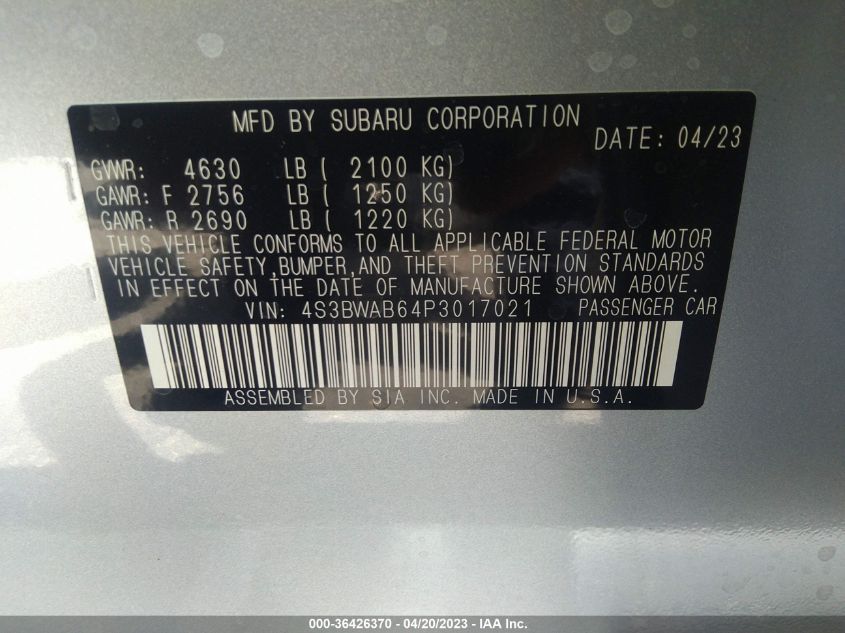 MFD BY SUBARU CORPORATION
DATE: 04/23
GVWR: 4630 LB ( 2100 KG)
GAWR: F 2756 LB ( 1250 KG)
GAWR: R 2690 LB ( 1220 KG)
THIS VEHICLE CONFORMS TO ALL APPLICABLE FEDERAL MOTOR
VEHICLE SAFETY,BUMPER,AND THEFT PREVENTION STANDARDS
IN EFFECT ON THE DATE OF MANUFACTURE SHOWN ABOVE.
VIN: 4S3BWAB64P3017021 PASSENGER CAR
ASSEMBLED BY SIA INC. MADE IN U.S.A.
000-36426370 - 04/20/2023 - IAA Inc.